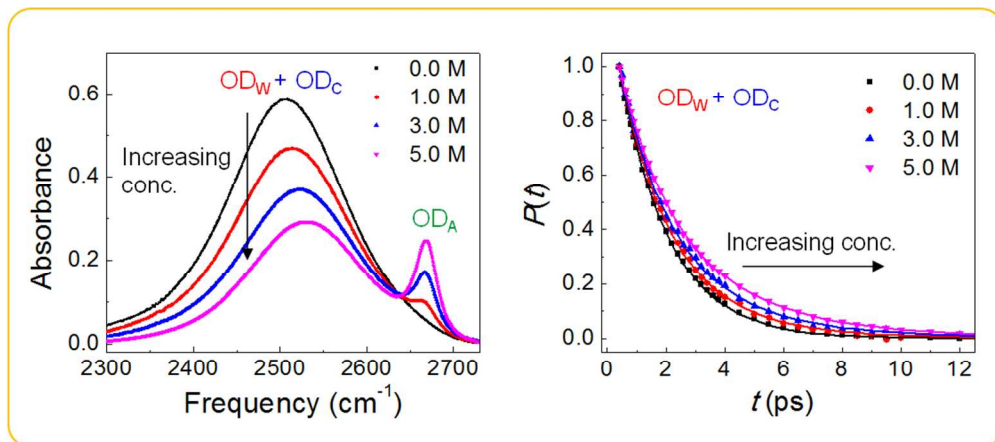 OD_W + OD_C
0.0 M
1.0 M
3.0 M
5.0 M
Increasing
conc.
OD_A
Absorbance
0.6
0.4
0.2
0.0
2300
2400
2500
2600
2700
Frequency (cm⁻¹)
OD_W + OD_C
0.0 M
1.0 M
3.0 M
5.0 M
Increasing conc.
P(t)
1.0
0.8
0.6
0.4
0.2
0.0
0
2
4
6
8
10
12
t (ps)